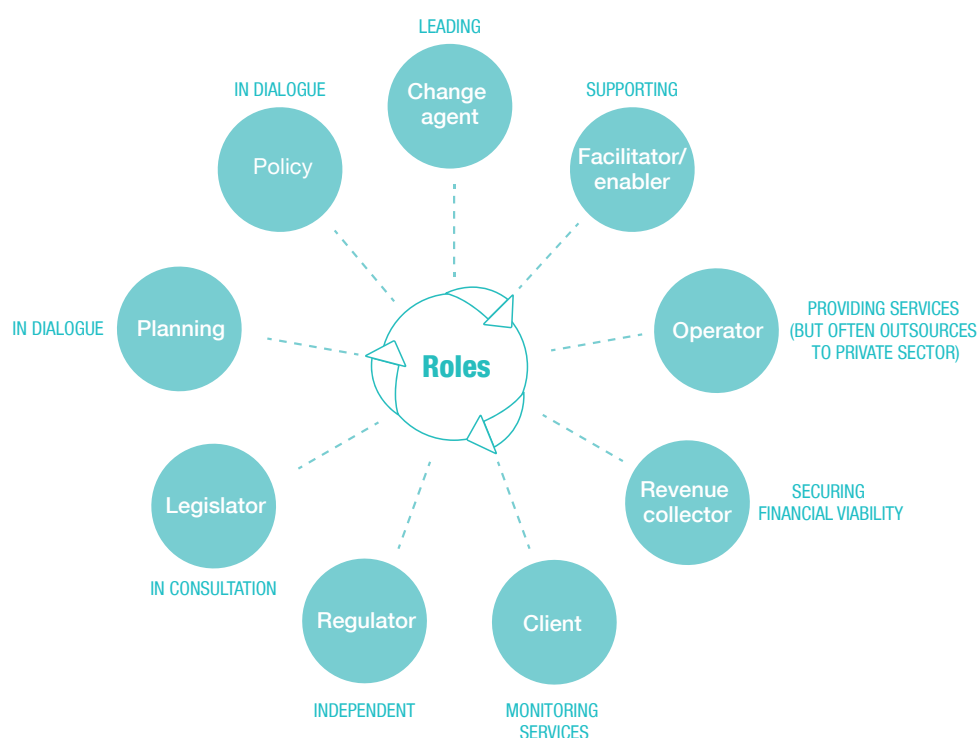 LEADING
Change
agent
IN DIALOGUE
Policy
SUPPORTING
Facilitator/
enabler
IN DIALOGUE
Planning
Roles
Operator
PROVIDING SERVICES
(BUT OFTEN OUTSOURCES
TO PRIVATE SECTOR)
Legislator
IN CONSULTATION
Revenue
collector
SECURING
FINANCIAL VIABILITY
Regulator
INDEPENDENT
Client
MONITORING
SERVICES